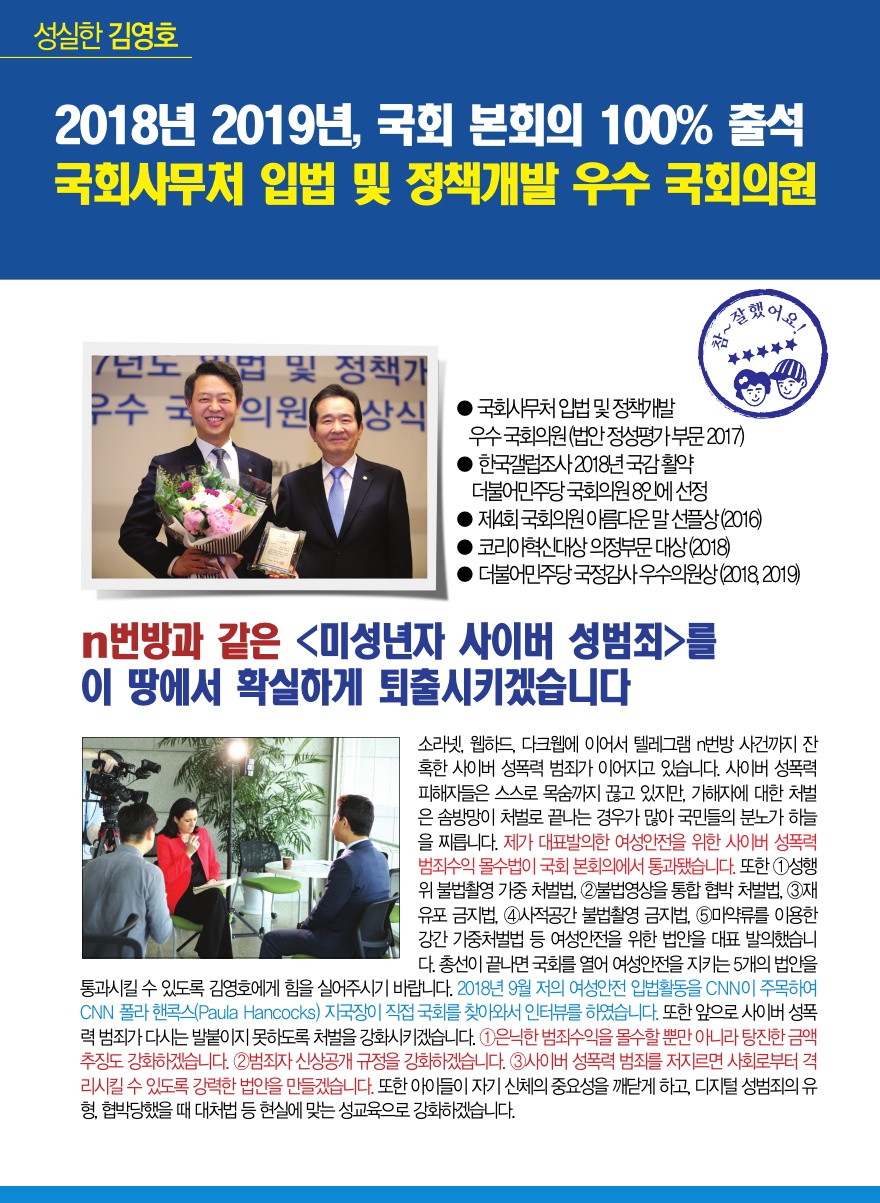 성실한 김영호
2018년 2019년, 국회 본회의 100% 출석
국회사무처 입법 및 정책개발 우수 국회의원
참~ 잘했어요!
7년도 입법 및 정책개
우수 국회의원 시상식
● 국회사무처 입법 및 정책개발
우수 국회의원 (법안 정성평가 부문 2017)
● 한국갤럽조사 2018년 국감 활약
더불어민주당 국회의원 8인에 선정
● 제4회 국회의원 아름다운 말 선플상 (2016)
● 코리아혁신대상 의정부문 대상 (2018)
● 더불어민주당 국정감사 우수의원상 (2018, 2019)
n번방과 같은 <미성년자 사이버 성범죄>를
이 땅에서 확실하게 퇴출시키겠습니다
소라넷, 웹하드, 다크웹에 이어서 텔레그램 n번방 사건까지 잔
혹한 사이버 성폭력 범죄가 이어지고 있습니다. 사이버 성폭력
피해자들은 스스로 목숨까지 끊고 있지만, 가해자에 대한 처벌
은 솜방망이 처벌로 끝나는 경우가 많아 국민들의 분노가 하늘
을 찌릅니다. 제가 대표발의한 여성안전을 위한 사이버 성폭력
범죄수익 몰수법이 국회 본회의에서 통과됐습니다. 또한 ①성행
위 불법촬영 가중 처벌법, ②불법영상을 통합 협박 처벌법, ③재
유포 금지법, ④사적공간 불법촬영 금지법, ⑤마약류를 이용한
강간 가중처벌법 등 여성안전을 위한 법안을 대표 발의했습니
다. 총선이 끝나면 국회를 열어 여성안전을 지키는 5개의 법안을
통과시킬 수 있도록 김영호에게 힘을 실어주시기 바랍니다. 2018년 9월 저의 여성안전 입법활동을 CNN이 주목하여
CNN 폴라 핸콕스(Paula Hancocks) 지국장이 직접 국회를 찾아와서 인터뷰를 하였습니다. 또한 앞으로 사이버 성폭
력 범죄가 다시는 발붙이지 못하도록 처벌을 강화시키겠습니다. ①은닉한 범죄수익을 몰수할 뿐만 아니라 탕진한 금액
추징도 강화하겠습니다. ②범죄자 신상공개 규정을 강화하겠습니다. ③사이버 성폭력 범죄를 저지르면 사회로부터 격
리시킬 수 있도록 강력한 법안을 만들겠습니다. 또한 아이들이 자기 신체의 중요성을 깨닫게 하고, 디지털 성범죄의 유
형, 협박당했을 때 대처법 등 현실에 맞는 성교육으로 강화하겠습니다.